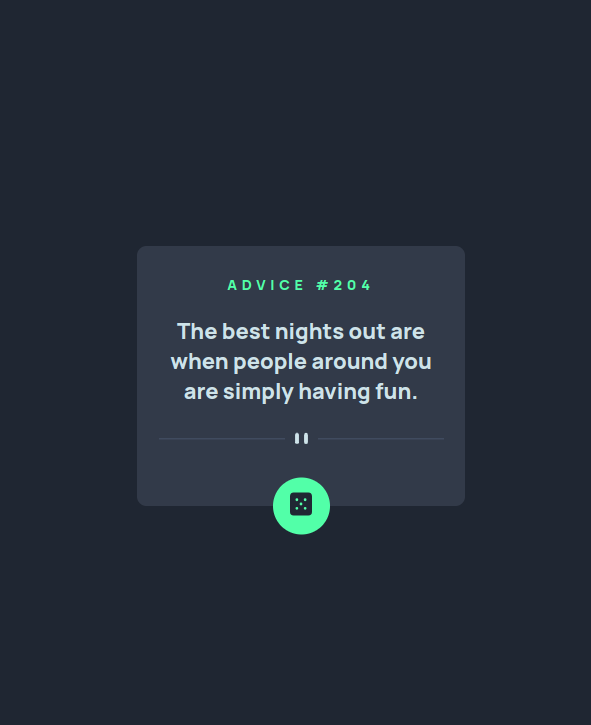 ADVICE #204
The best nights out are
when people around you
are simply having fun.